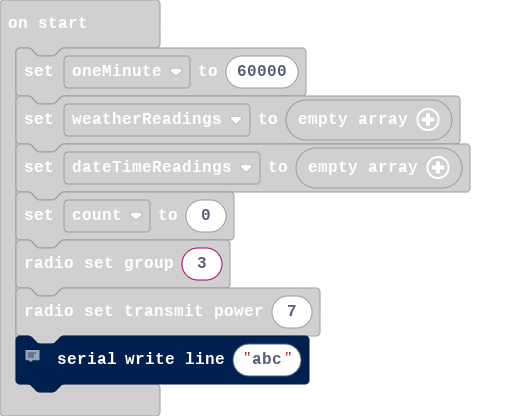 on start
set oneMinute to 60000
set weatherReadings to empty array
set dateTimeReadings to empty array
set count to 0
radio set group 3
radio set transmit power 7
serial write line "abc"